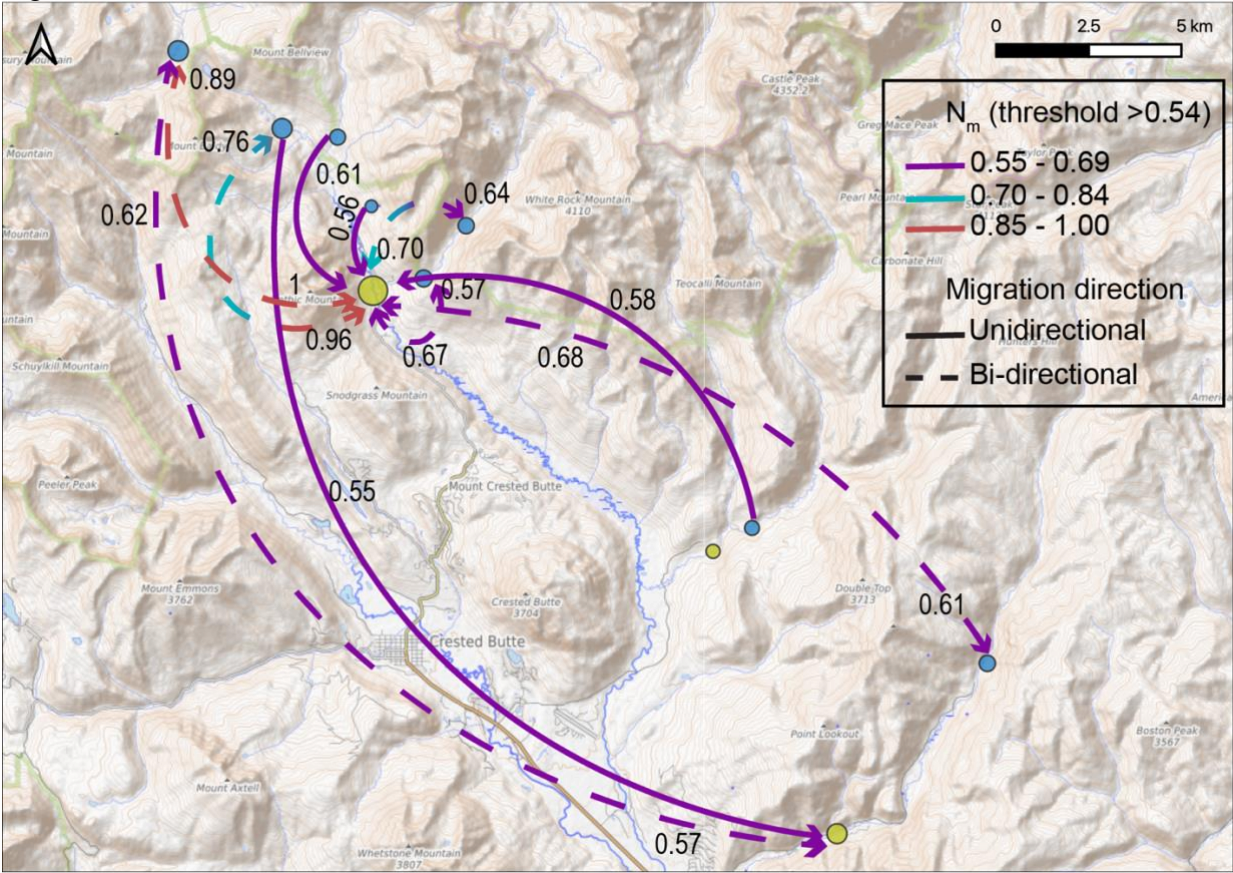 0 2.5 5 km
Mount Bellview
Castle Peak
4352.2
0.89
N m (threshold >0.54)
0.76
0.55 - 0.69
0.61
0.70 - 0.84
0.85 - 1.00
0.64
White Rock Mountain
4110
Pearl Mountain
0.62
0.56
0.70
Carbonate Hill
Teocalli Mountain
1
0.57
0.58
Migration direction
Unidirectional
Bi-directional
0.96
0.67
0.68
Schuylkill Mountain
Snodgrass Mountain
Peeler Peak
0.55
Mount Crested Butte
Mount Emmons
3762
Crested Butte
3704
Double Top
3713
0.61
Crested Butte
Point Lookout
Boston Peak
3567
Mount Axtell
0.57
Whetstone Mountain
3807